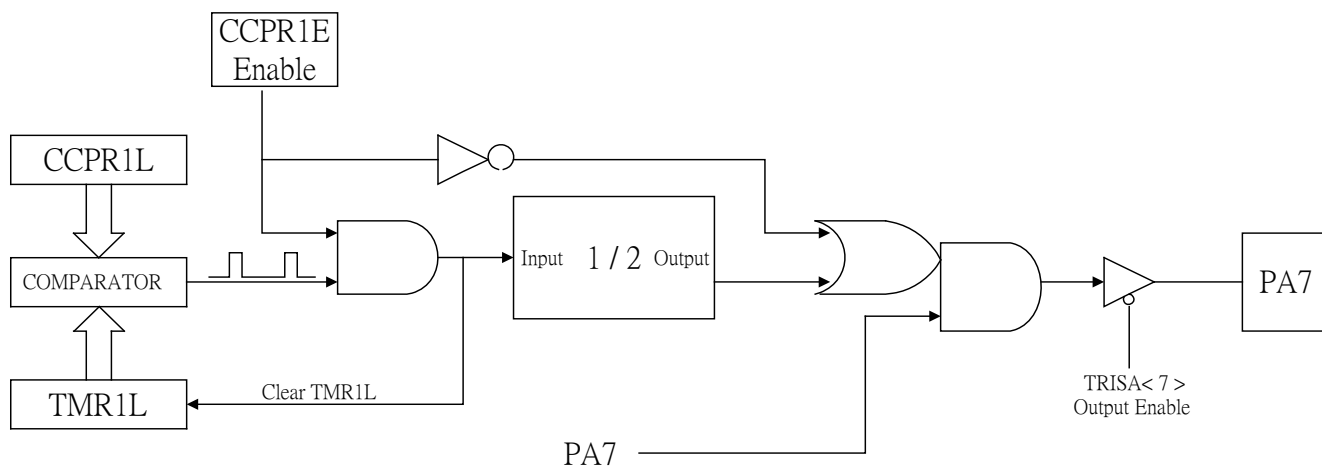 CCPR1E
Enable
CCPR1L
COMPARATOR
Input 1 / 2 Output
PA7
TMR1L
Clear TMR1L
TRISA< 7 >
Output Enable
PA7